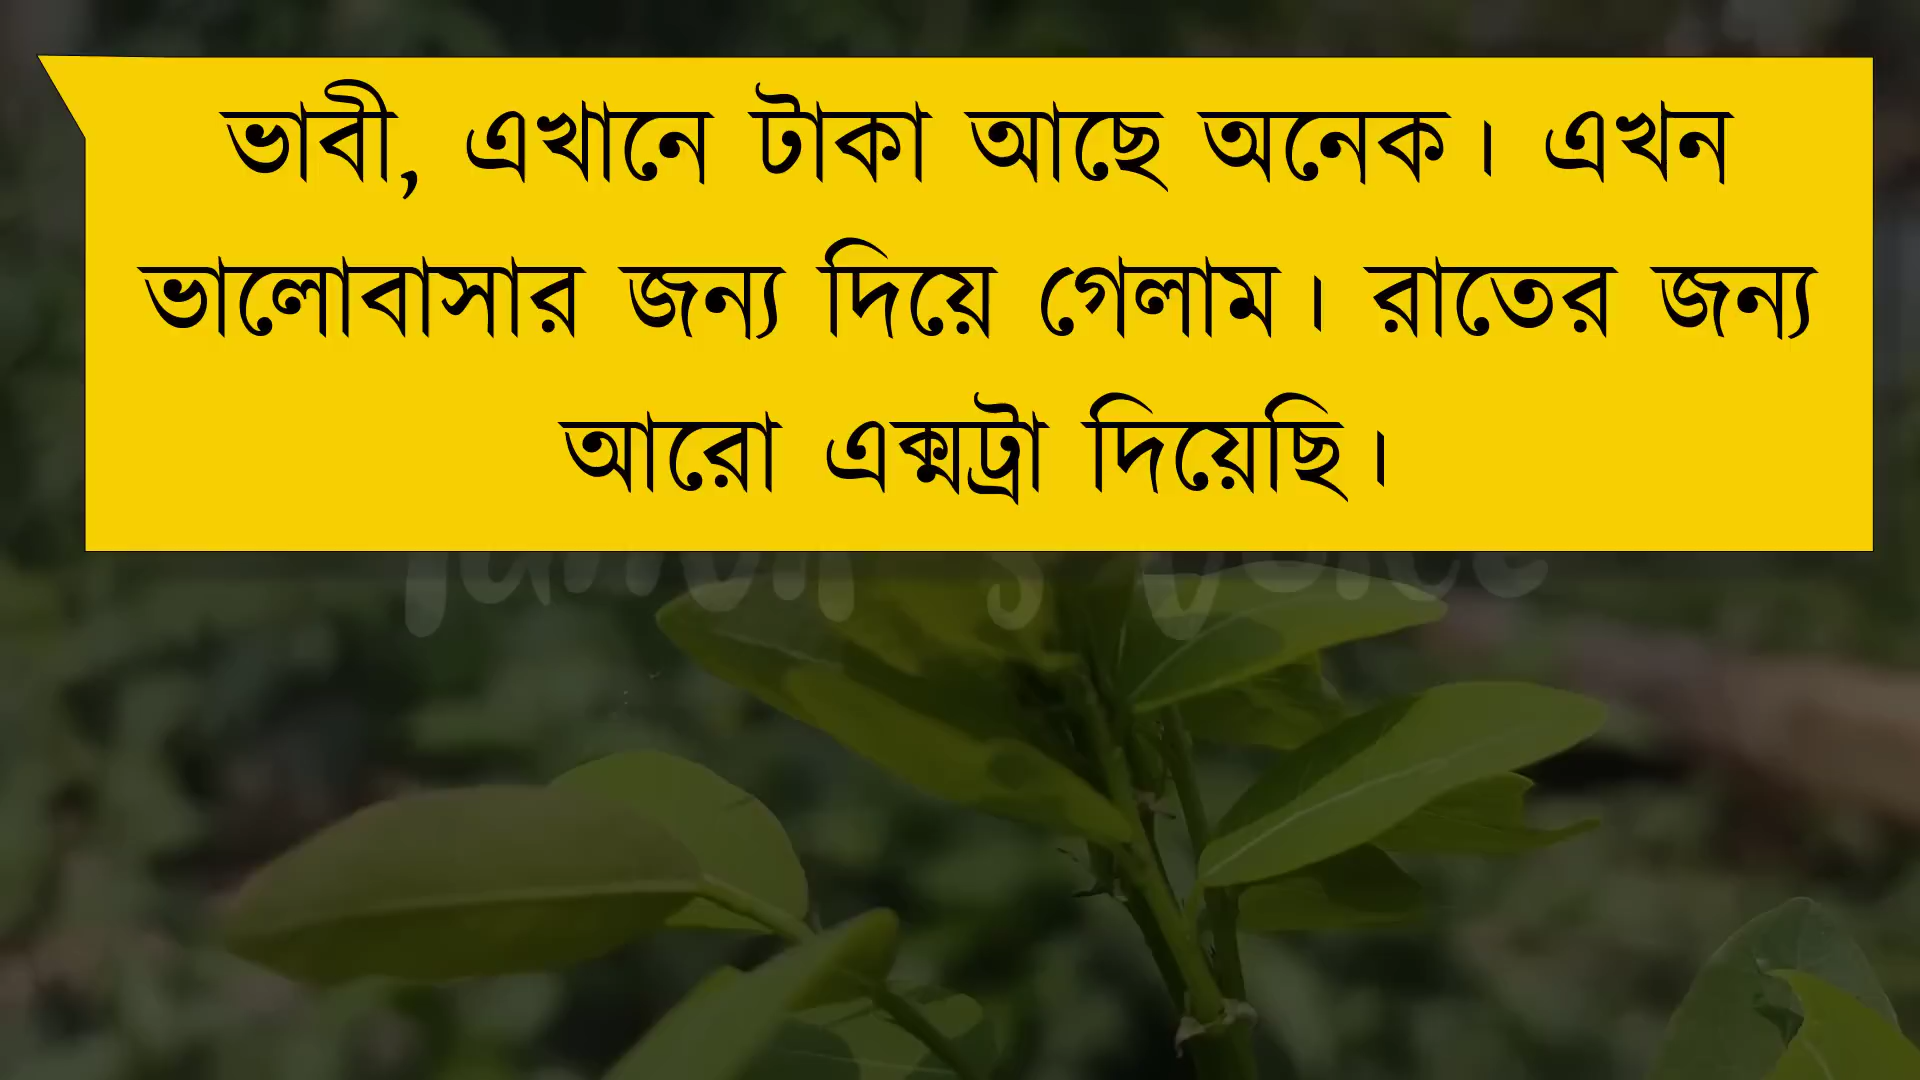 ভাবী, এখানে টাকা আছে অনেক। এখন
ভালোবাসার জন্য দিয়ে গেলাম। রাতের জন্য
আরো এক্সট্রা দিয়েছি।